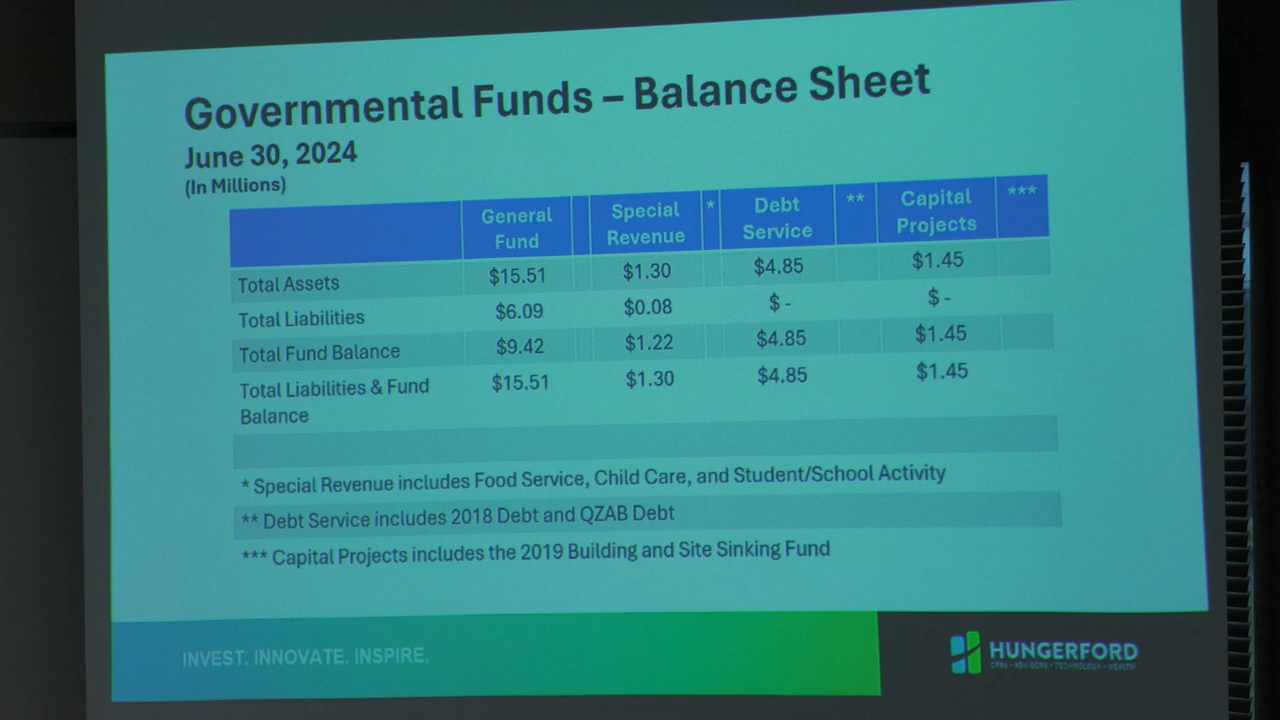 Governmental Funds – Balance Sheet
June 30, 2024
(In Millions)
General Fund Special Revenue * Debt Service ** Capital Projects ***
Total Assets $15.51 $1.30 $4.85 $1.45
Total Liabilities $6.09 $0.08 $ - $ -
Total Fund Balance $9.42 $1.22 $4.85 $1.45
Total Liabilities & Fund Balance $15.51 $1.30 $4.85 $1.45
* Special Revenue includes Food Service, Child Care, and Student/School Activity
** Debt Service includes 2018 Debt and QZAB Debt
*** Capital Projects includes the 2019 Building and Site Sinking Fund
INVEST. INNOVATE. INSPIRE.
HUNGERFORD
CPAs • ADVISORS • TECHNOLOGY • WEALTH